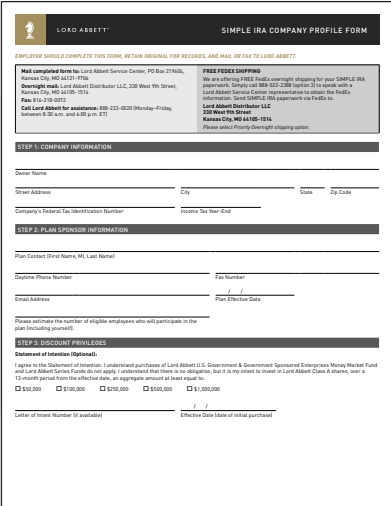 LORD ABBETT
SIMPLE IRA COMPANY PROFILE FORM
EMPLOYER SHOULD COMPLETE THIS FORM, RETAIN ORIGINAL FOR RECORDS, AND MAIL OR FAX TO LORD ABBETT.
Mail completed form to: Lord Abbett Service Center, PO Box 219606,
Kansas City, MO 64121-9706
Overnight mail: Lord Abbett Distributor LLC, 330 West 9th Street,
Kansas City, MO 64105-1514
Fax: 816-218-0072
Call Lord Abbett for assistance: 888-223-0020 (Monday–Friday,
between 8:30 a.m. and 6:00 p.m. ET)
FREE FEDEX SHIPPING
We are offering FREE FedEx overnight shipping for your SIMPLE IRA
paperwork. Simply call 888-522-2388 (option 3) to speak with a
Lord Abbett Service Center representative to obtain the FedEx
information. Send SIMPLE IRA paperwork via FedEx to:
Lord Abbett Distributor LLC
330 West 9th Street
Kansas City, MO 64105-1514
Please select Priority Overnight shipping option.
STEP 1: COMPANY INFORMATION
Owner Name
Street Address City State Zip Code
Company's Federal Tax Identification Number Income Tax Year-End
STEP 2: PLAN SPONSOR INFORMATION
Plan Contact (First Name, MI, Last Name)
Daytime Phone Number Fax Number
/ /
Email Address Plan Effective Date
Please estimate the number of eligible employees who will participate in the
plan (including yourself).
STEP 3: DISCOUNT PRIVILEGES
Statement of Intention (Optional):
I agree to the Statement of Intention. I understand purchases of Lord Abbett U.S. Government & Government Sponsored Enterprises Money Market Fund
and Lord Abbett Series Funds do not apply. I understand that there is no obligation, but it is my intent to invest in Lord Abbett Class A shares, over a
13-month period from the effective date, an aggregate amount at least equal to:
$50,000 $100,000 $250,000 $500,000 $1,000,000
/ /
Letter of Intent Number (if available) Effective Date (date of initial purchase)